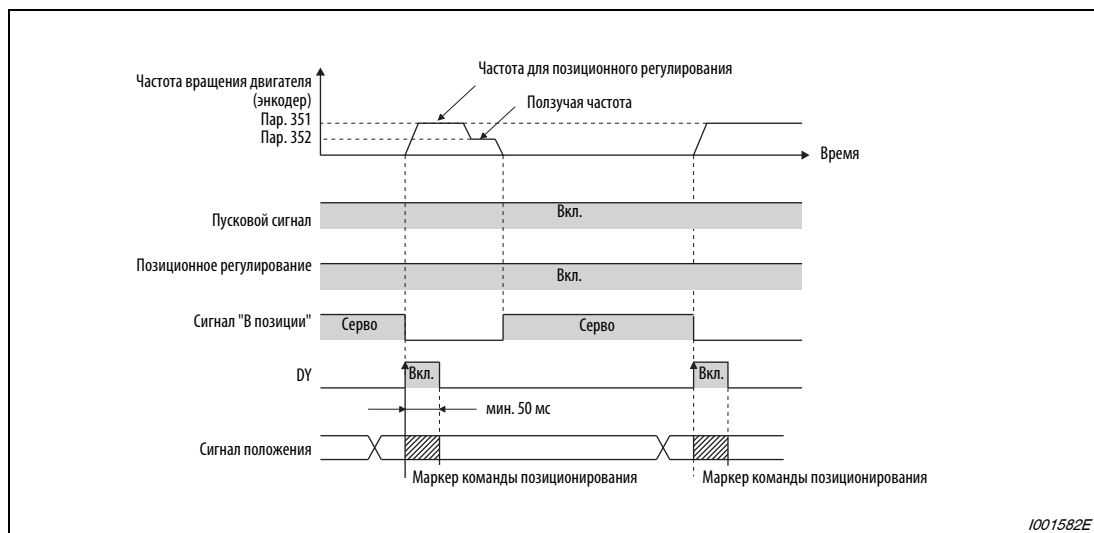 Частота вращения двигателя
(энкодер)
Пар. 351
Пар. 352
Частота для позиционного регулирования
Ползучая частота
Время
Пусковой сигнал
Вкл.
Позиционное регулирование
Вкл.
Сигнал "В позиции"
Серво
Серво
DY
Вкл.
Вкл.
мин. 50 мс
Сигнал положения
Маркер команды позиционирования
Маркер команды позиционирования
I001582E